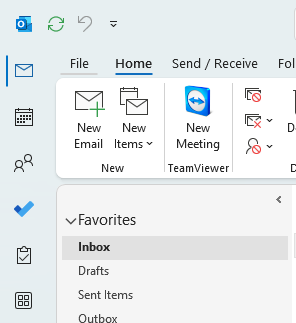 File Home Send / Receive
New Email
New Items
New Meeting
New
TeamViewer
Favorites
Inbox
Drafts
Sent Items
Outbox